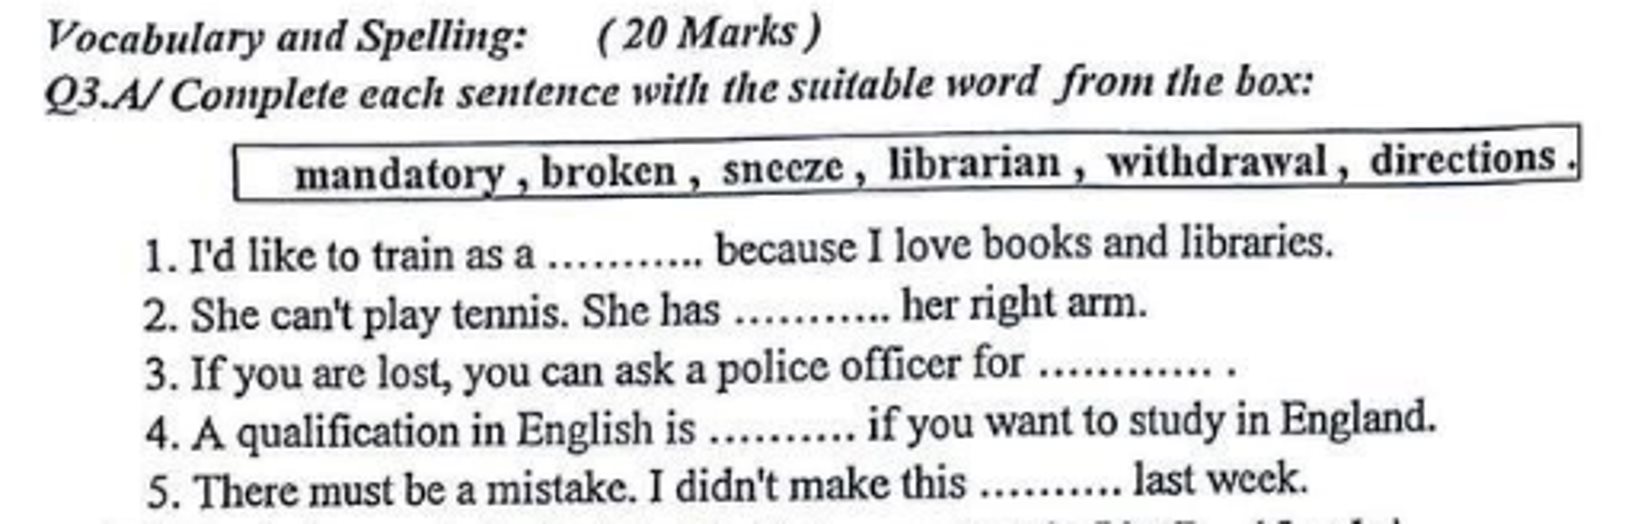 Vocabulary and Spelling: ( 20 Marks )
Q3.A/ Complete each sentence with the suitable word from the box:
mandatory , broken , sneeze , librarian , withdrawal , directions .
1. I'd like to train as a ........... because I love books and libraries.
2. She can't play tennis. She has ........... her right arm.
3. If you are lost, you can ask a police officer for ............ .
4. A qualification in English is .......... if you want to study in England.
5. There must be a mistake. I didn't make this .......... last week.